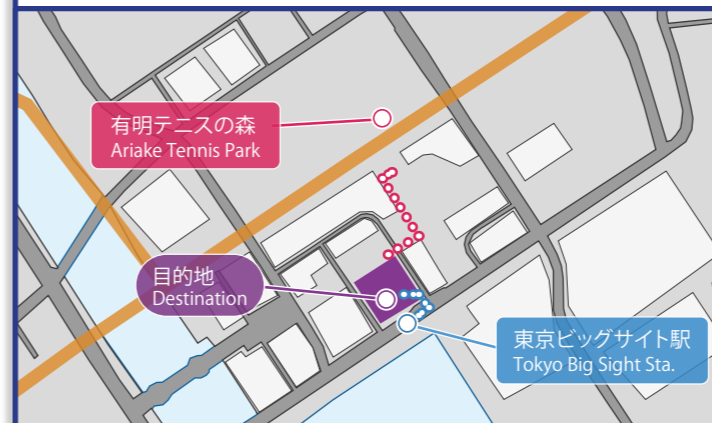 有明テニスの森
Ariake Tennis Park
目的地
Destination
東京ビッグサイト駅
Tokyo Big Sight Sta.